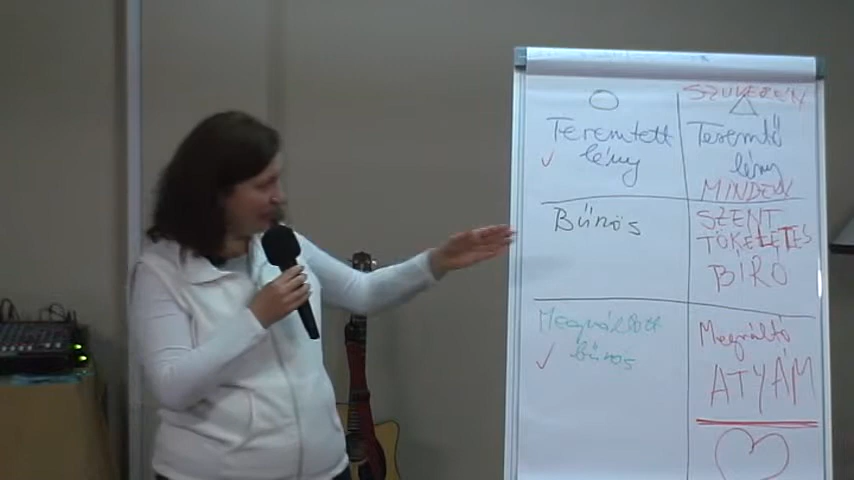 Teremtett
lény
Bűnös
Megváltott
bűnös
SZUVERÉN
Teremtő
lény
MINDEN
SZENT
TÖKÉLETES
BÍRÓ
Megváltó
ATYÁM